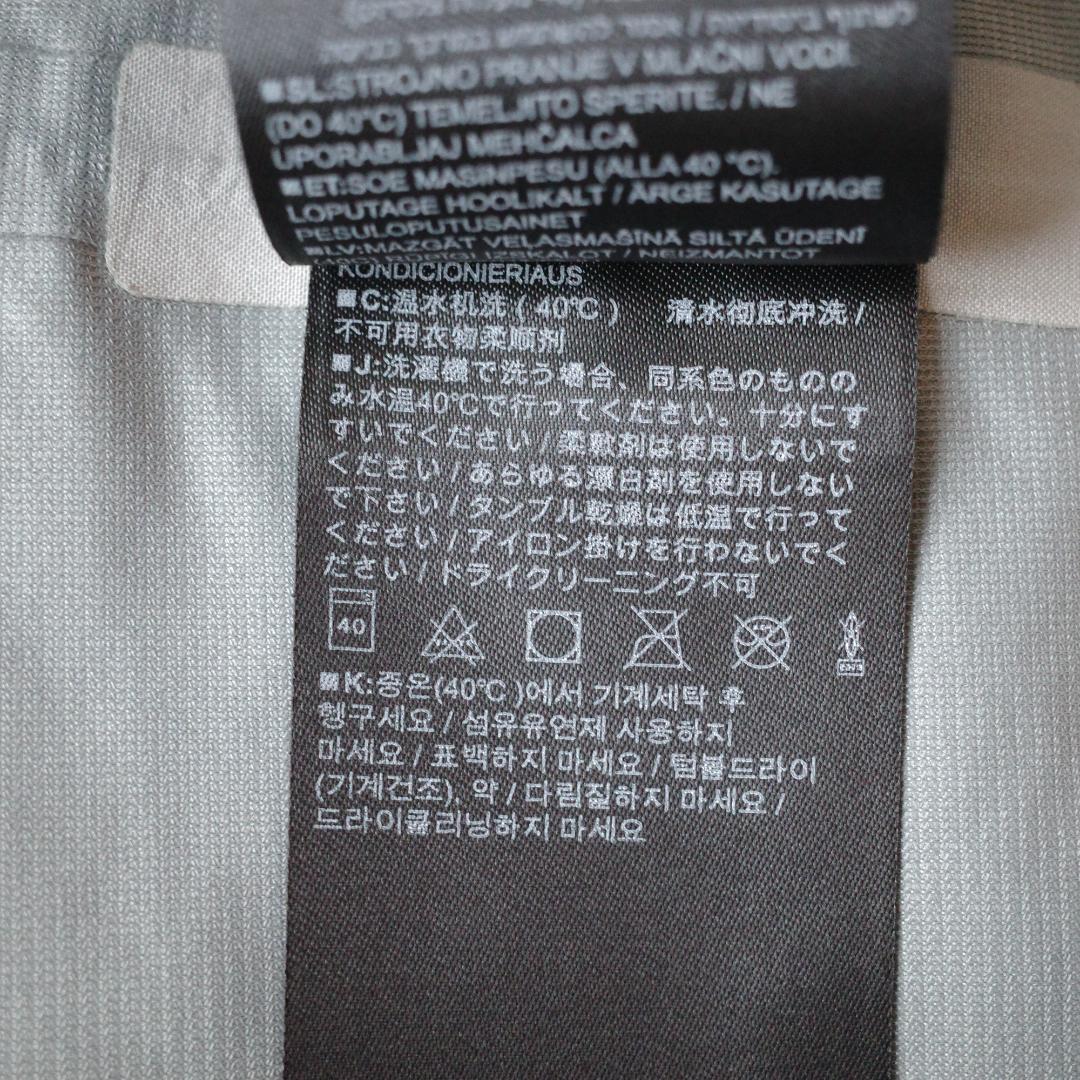 ■SL:STROJNO PRANJE V MLAČNI VODI.
(DO 40°C) TEMELJITO SPERITE. / NE
UPORABLJAJ MEHČALCA
■ET:SOE MASINPESU (ALLA 40 °C).
LOPUTAGE HOOLIKALT / ÄRGE KASUTAGE
PESULOPUTUSAINET
■LV:MAZGĀT VELASMAŠĪNĀ SILTĀ ŪDENĪ
/ NEIZMANTOT
KONDICIONIERIAUS
■C:温水机洗 ( 40℃ ) 清水彻底冲洗 /
不可用衣物柔顺剂
■J:洗濯機で洗う場合、同系色のものの
み水温40℃で行ってください。十分にす
すいでください / 柔軟剤は使用しないで
ください / あらゆる漂白剤を使用しない
で下さい / タンブル乾燥は低温で行って
ください / アイロン掛けを行わないでく
ださい / ドライクリーニング不可
40
■K:중온(40℃ )에서 기계세탁 후
헹구세요 / 섬유유연제 사용하지
마세요 / 표백하지 마세요 / 텀블드라이
(기계건조), 약 / 다림질하지 마세요 /
드라이클리닝하지 마세요